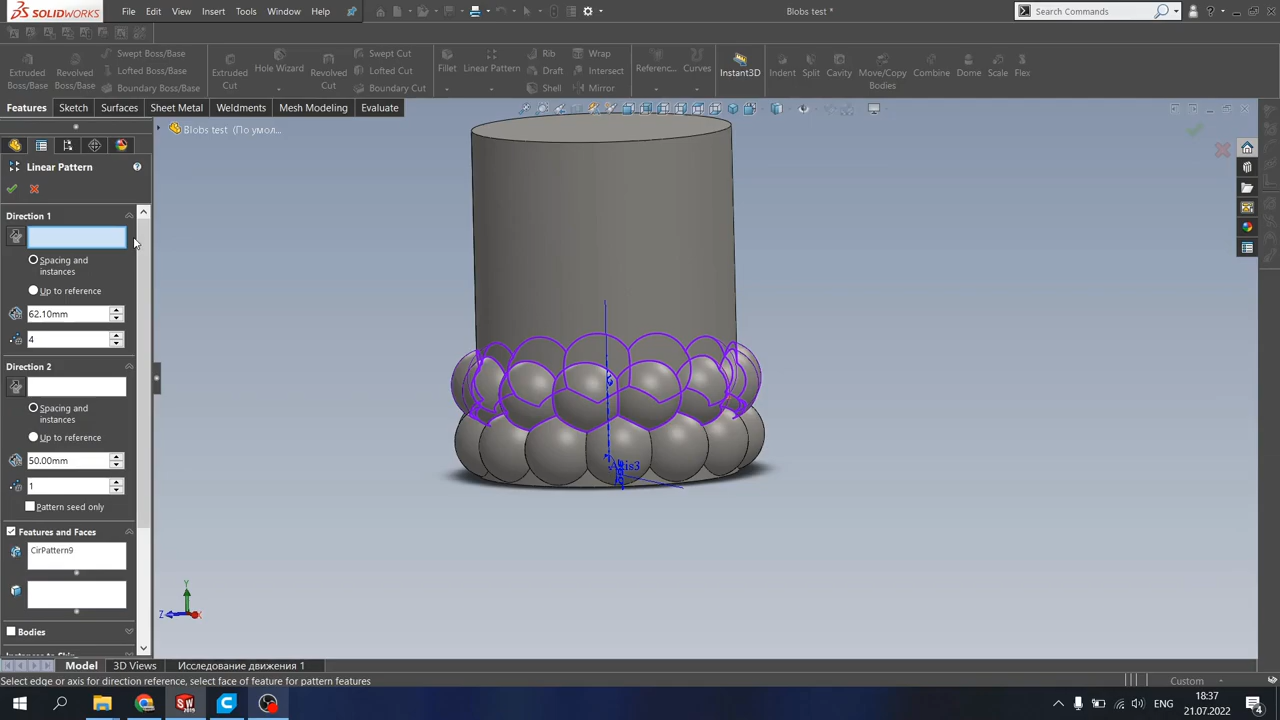 SOLIDWORKS
File
Edit
View
Insert
Tools
Window
Help
Blobs test *
Search Commands
Extruded Boss/Base
Revolved Boss/Base
Swept Boss/Base
Lofted Boss/Base
Boundary Boss/Base
Extruded Cut
Hole Wizard
Revolved Cut
Swept Cut
Lofted Cut
Boundary Cut
Fillet
Linear Pattern
Rib
Draft
Shell
Wrap
Intersect
Mirror
Referenc...
Curves
Instant3D
Indent
Split
Cavity
Move/Copy Bodies
Combine
Dome
Scale
Flex
Features
Sketch
Surfaces
Sheet Metal
Weldments
Mesh Modeling
Evaluate
Blobs test (По умол...
Linear Pattern
Direction 1
Spacing and
instances
Up to reference
62.10mm
4
Direction 2
Spacing and
instances
Up to reference
50.00mm
1
Pattern seed only
Features and Faces
CirPattern9
Bodies
Axis3
Y
Z
X
Model
3D Views
Исследование движения 1
Select edge or axis for direction reference, select face of feature for pattern features
Custom
SW
2019
ENG
18:37
21.07.2022
4